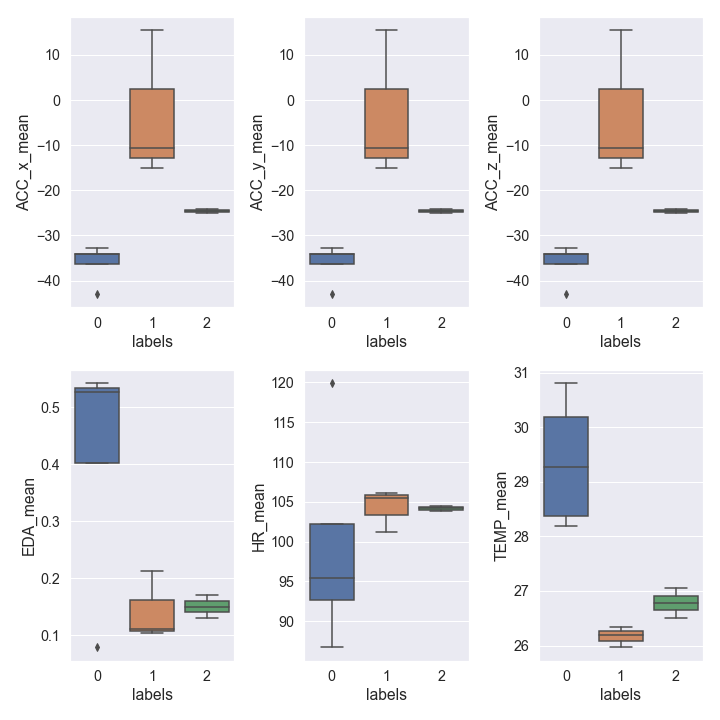 ACC_x_mean
10
0
−10
−20
−30
−40
0 1 2
labels
ACC_y_mean
10
0
−10
−20
−30
−40
0 1 2
labels
ACC_z_mean
10
0
−10
−20
−30
−40
0 1 2
labels
EDA_mean
0.5
0.4
0.3
0.2
0.1
0 1 2
labels
HR_mean
120
115
110
105
100
95
90
0 1 2
labels
TEMP_mean
31
30
29
28
27
26
0 1 2
labels